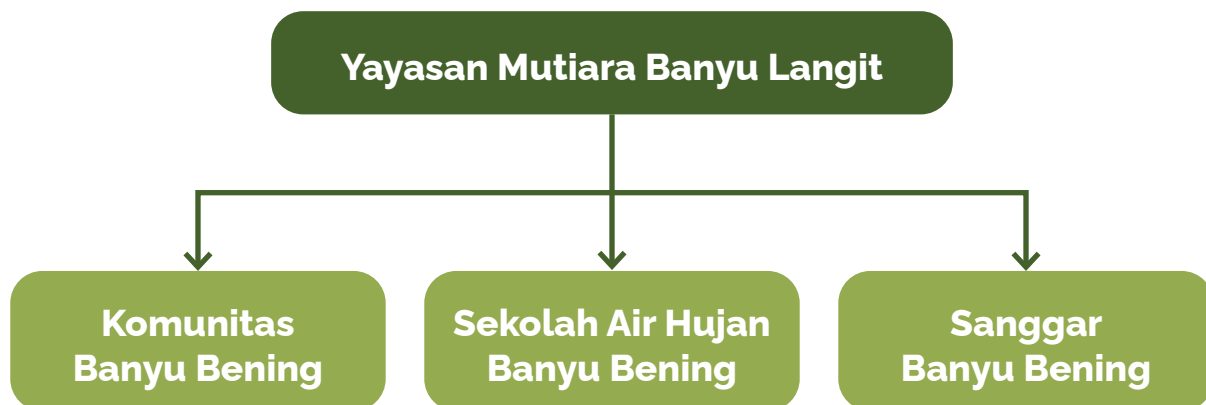 Yayasan Mutiara Banyu Langit
Komunitas
Banyu Bening
Sekolah Air Hujan
Banyu Bening
Sanggar
Banyu Bening